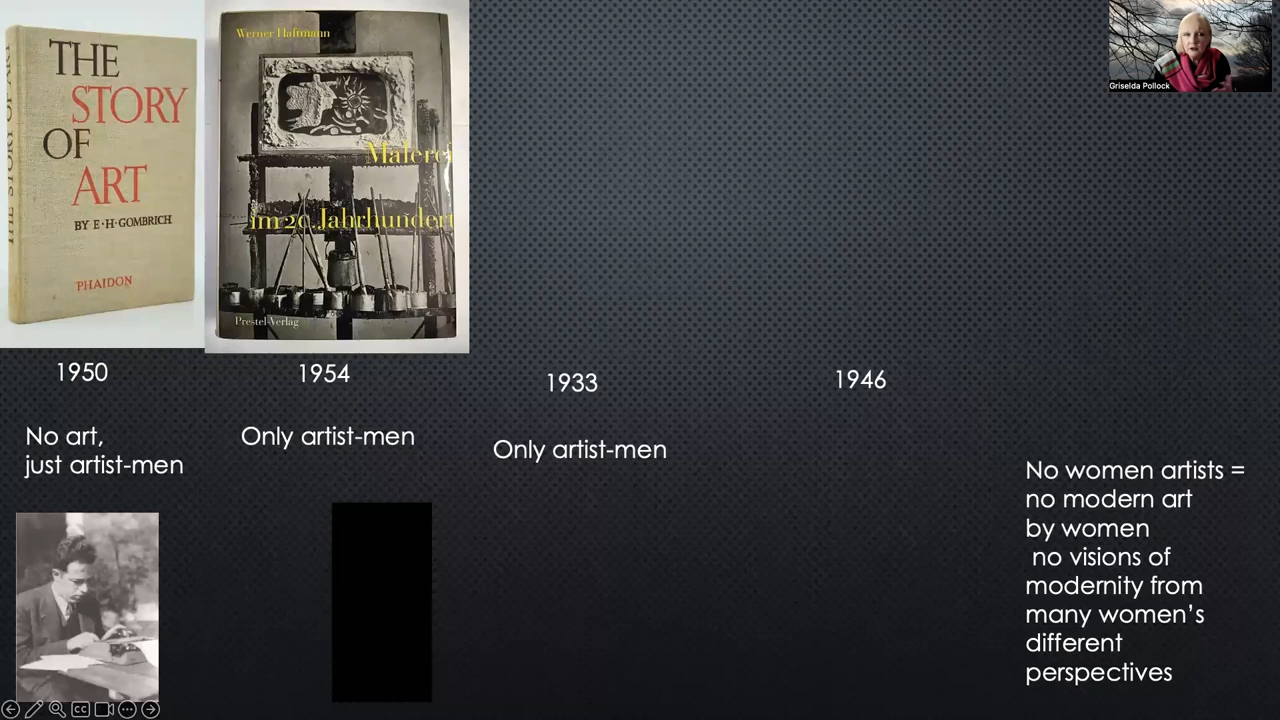 THE
STORY
OF
ART
BY E·H·GOMBRICH
PHAIDON
Werner Haftmann
Malerei
im 20. Jahrhundert
Prestel-Verlag
Griselda Pollock
1950
1954
1933
1946
No art,
just artist-men
Only artist-men
Only artist-men
No women artists =
no modern art
by women
no visions of
modernity from
many women’s
different
perspectives
CC